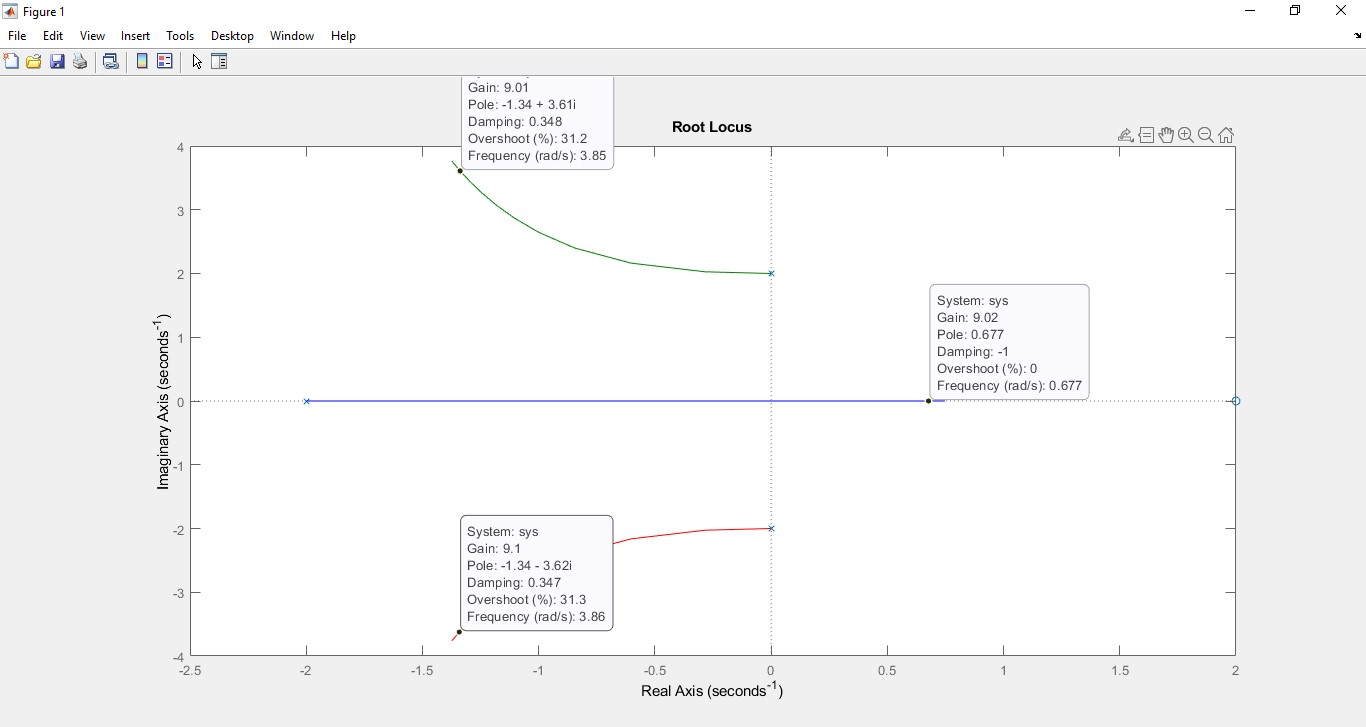 Figure 1
File Edit View Insert Tools Desktop Window Help
Gain: 9.01
Pole: -1.34 + 3.61i
Damping: 0.348
Overshoot (%): 31.2
Frequency (rad/s): 3.85
Root Locus
System: sys
Gain: 9.02
Pole: 0.677
Damping: -1
Overshoot (%): 0
Frequency (rad/s): 0.677
System: sys
Gain: 9.1
Pole: -1.34 - 3.62i
Damping: 0.347
Overshoot (%): 31.3
Frequency (rad/s): 3.86
Imaginary Axis (seconds⁻¹)
4
3
2
1
0
-1
-2
-3
-4
-2.5 -2 -1.5 -1 -0.5 0 0.5 1 1.5 2
Real Axis (seconds⁻¹)